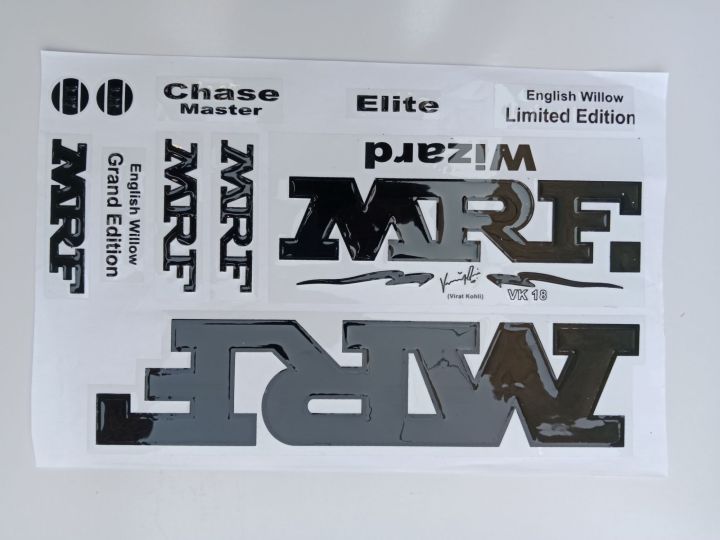 Chase
Master
Elite
English Willow
Limited Edition
MRF
English Willow
Grand Edition
MRF
MRF
Wizard
MRF.
(Virat Kohli)
VK 18
MRF